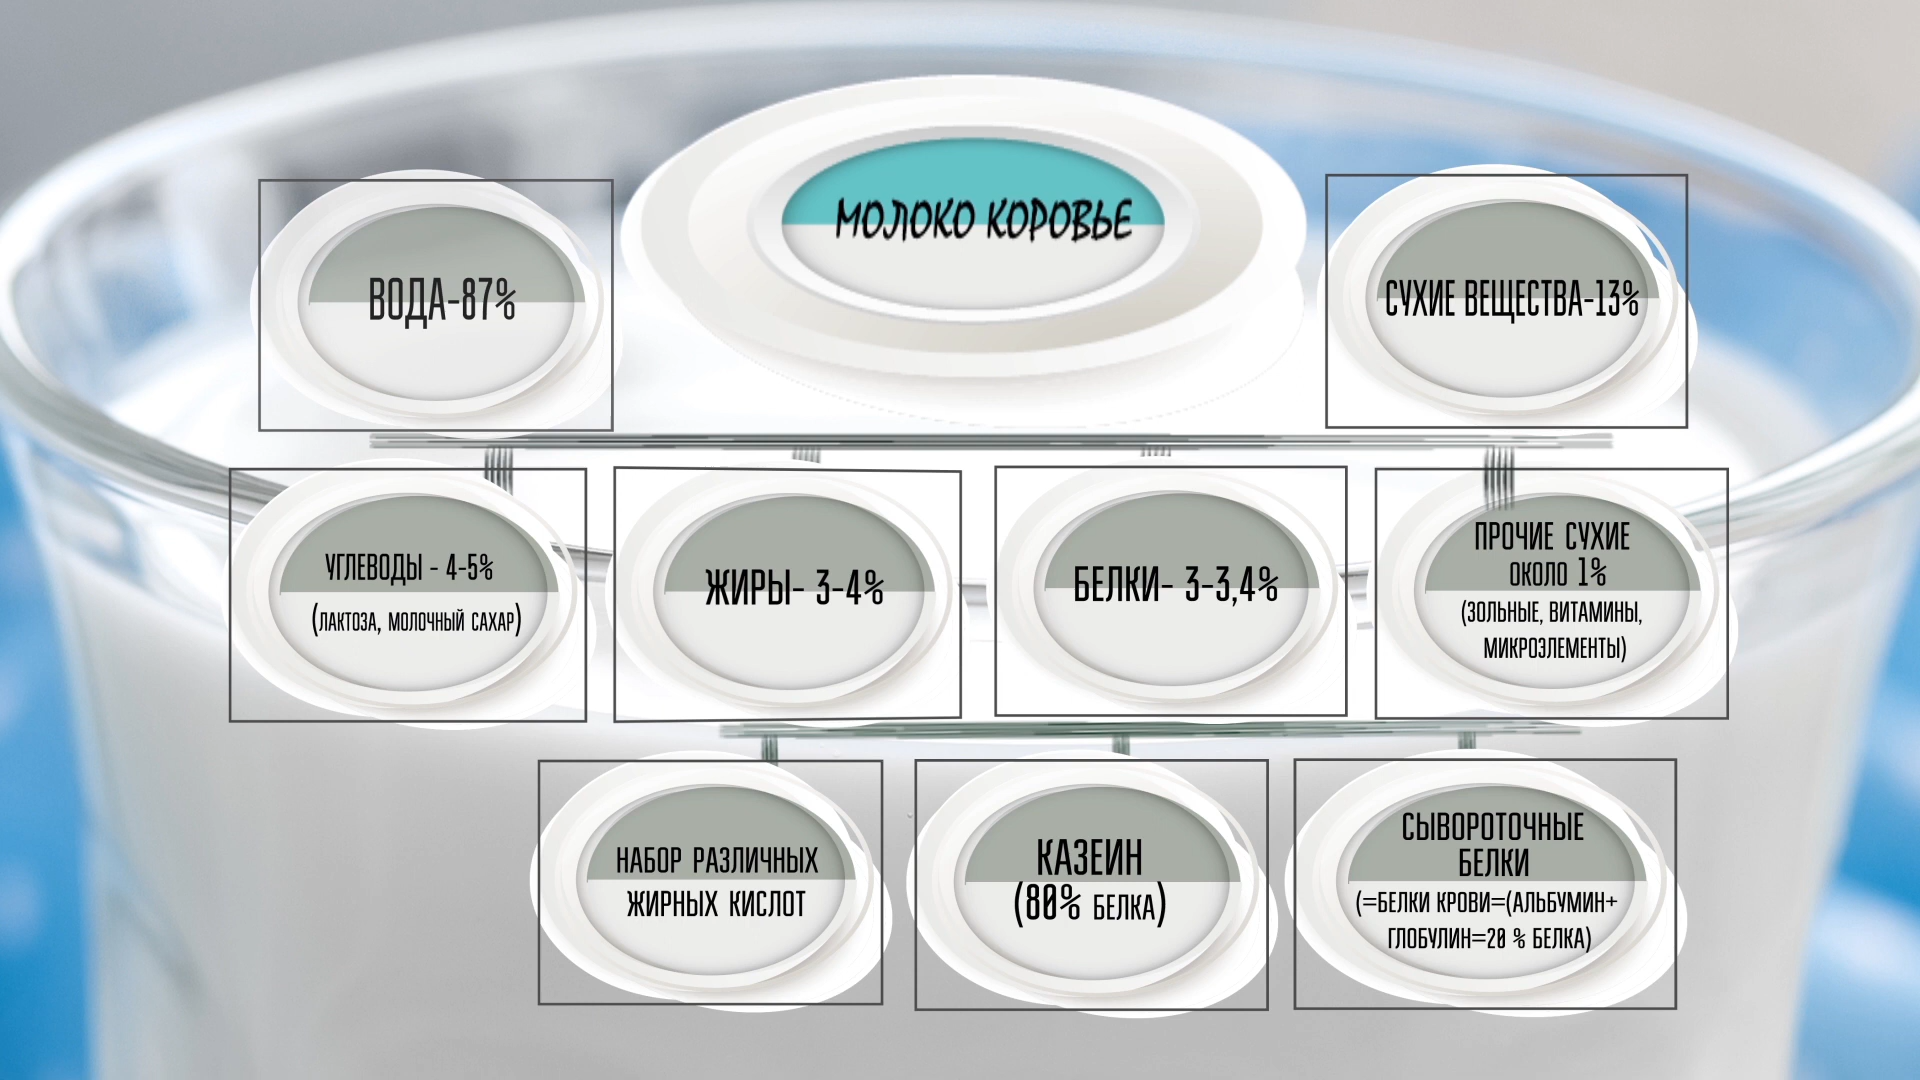 МОЛОКО КОРОВЬЕ
ВОДА-87%
СУХИЕ ВЕЩЕСТВА-13%
УГЛЕВОДЫ - 4-5%
(ЛАКТОЗА, МОЛОЧНЫЙ САХАР)
ЖИРЫ- 3-4%
БЕЛКИ- 3-3,4%
ПРОЧИЕ СУХИЕ
ОКОЛО 1%
(ЗОЛЬНЫЕ, ВИТАМИНЫ,
МИКРОЭЛЕМЕНТЫ)
НАБОР РАЗЛИЧНЫХ
ЖИРНЫХ КИСЛОТ
КАЗЕИН
(80% БЕЛКА)
СЫВОРОТОЧНЫЕ
БЕЛКИ
(=БЕЛКИ КРОВИ=(АЛЬБУМИН+
ГЛОБУЛИН=20 % БЕЛКА)